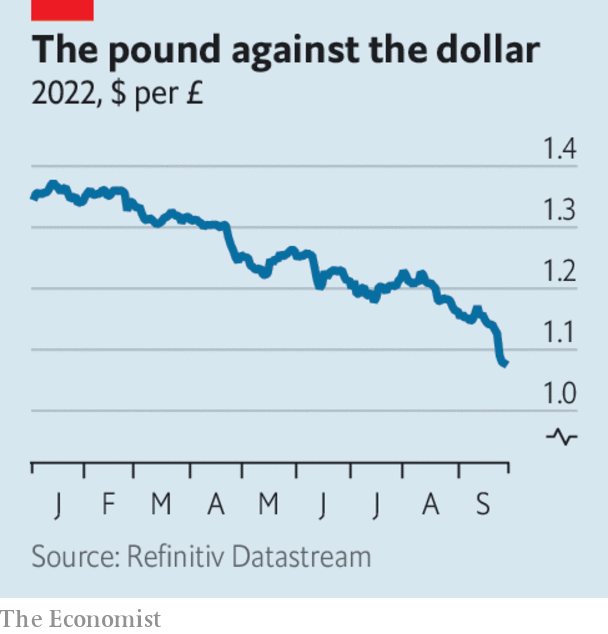 The pound against the dollar
2022, $ per £
1.4
1.3
1.2
1.1
1.0
J F M A M J J A S
Source: Refinitiv Datastream
The Economist